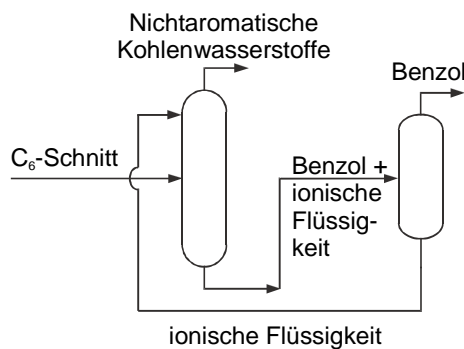 Nichtaromatische
Kohlenwasserstoffe
Benzol
C₆-Schnitt
Benzol +
ionische
Flüssig-
keit
ionische Flüssigkeit